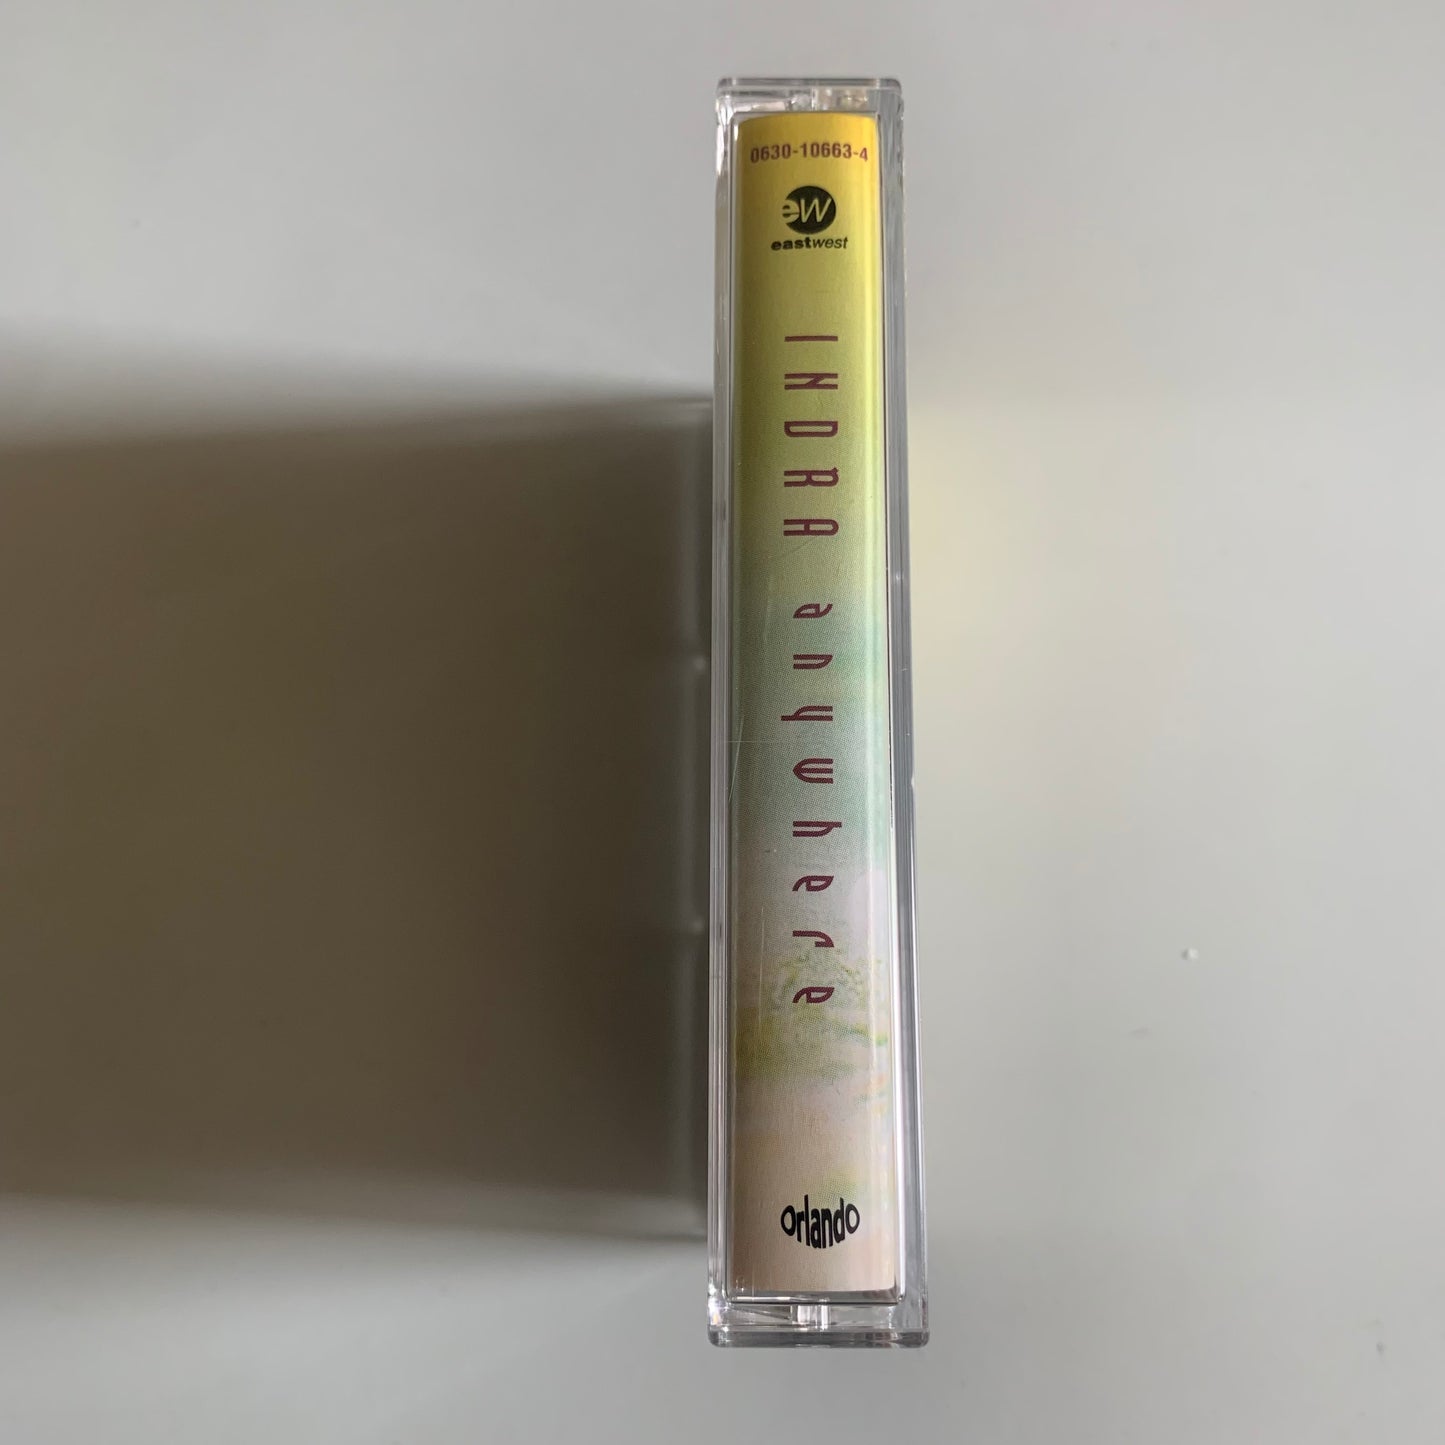 0630-10663-4
ew
eastwest
INDRA anywhere
orlando